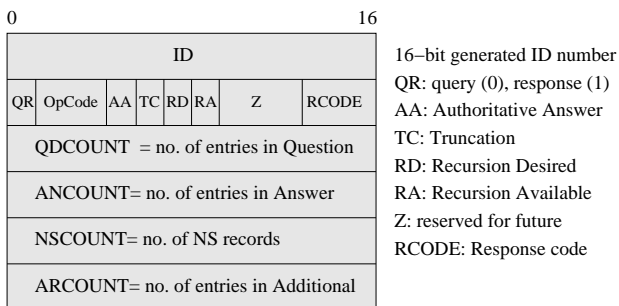 0 16
ID
QR OpCode AA TC RD RA Z RCODE
QDCOUNT = no. of entries in Question
ANCOUNT= no. of entries in Answer
NSCOUNT= no. of NS records
ARCOUNT= no. of entries in Additional
16−bit generated ID number
QR: query (0), response (1)
AA: Authoritative Answer
TC: Truncation
RD: Recursion Desired
RA: Recursion Available
Z: reserved for future
RCODE: Response code